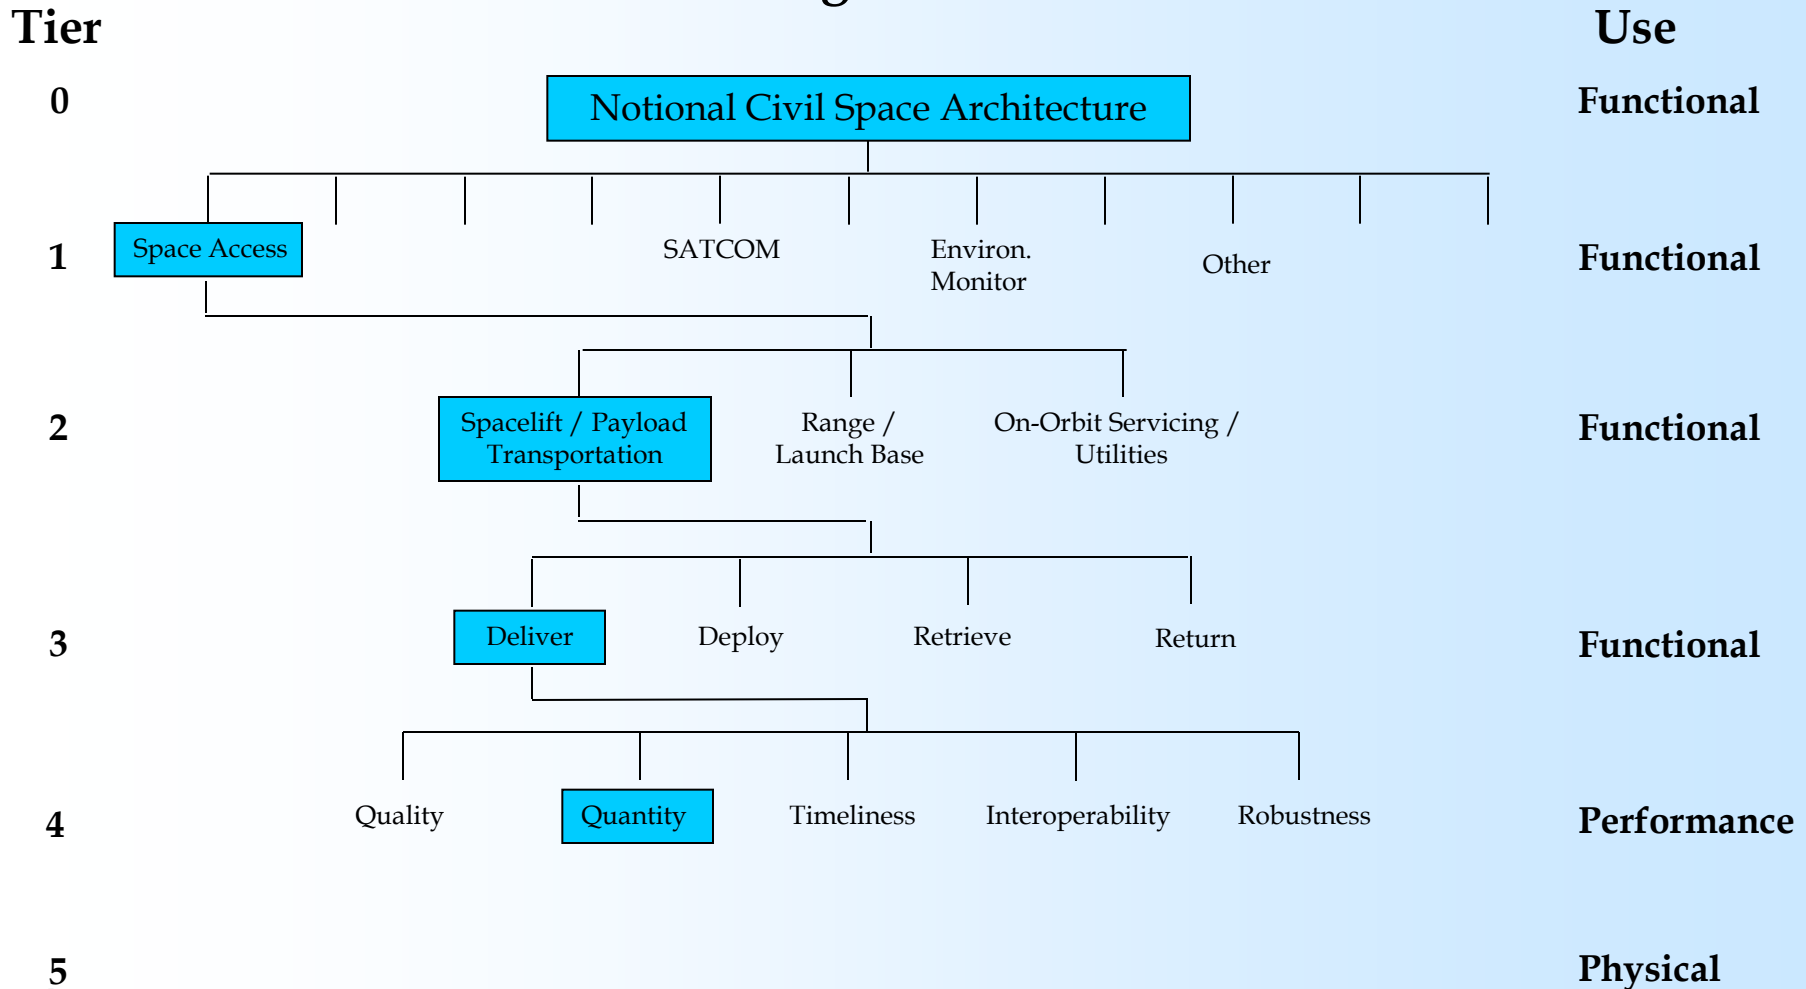 Tier
Use
0
Notional Civil Space Architecture
Functional
1
Space Access
SATCOM
Environ.
Monitor
Other
Functional
2
Spacelift / Payload
Transportation
Range /
Launch Base
On-Orbit Servicing /
Utilities
Functional
3
Deliver
Deploy
Retrieve
Return
Functional
4
Quality
Quantity
Timeliness
Interoperability
Robustness
Performance
5
Physical